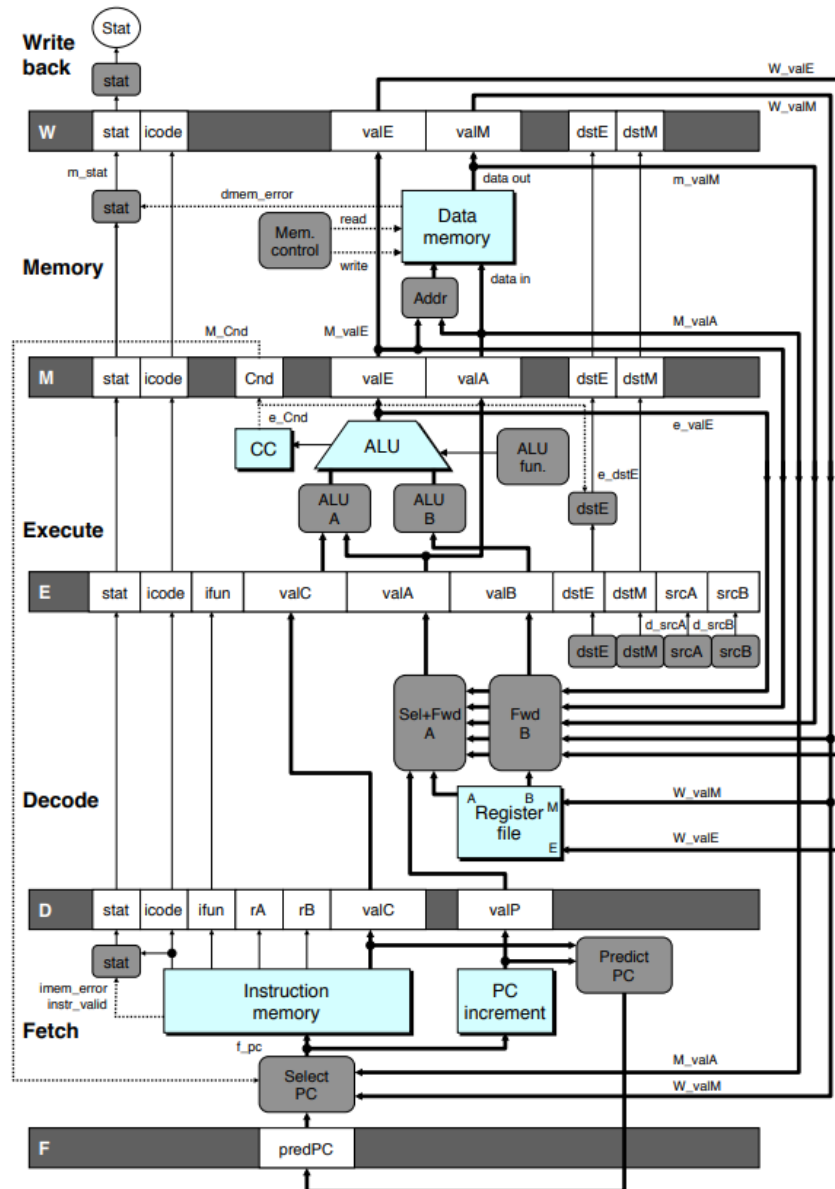 Stat
Write
back
stat
W_valE
W_valM
W stat icode valE valM dstE dstM
m_stat
data out
m_valM
dmem_error
stat
Mem.
control
read
write
Data
memory
data in
Memory
Addr
M_Cnd
M_valE
M_valA
M stat icode Cnd valE valA dstE dstM
e_Cnd
e_valE
CC
ALU
ALU
fun.
e_dstE
ALU
A
ALU
B
dstE
Execute
E stat icode ifun valC valA valB dstE dstM srcA srcB
d_srcA d_srcB
dstE dstM srcA srcB
Sel+Fwd
A
Fwd
B
Decode
A B M
Register
file
E
W_valM
W_valE
D stat icode ifun rA rB valC valP
stat
Predict
PC
imem_error
instr_valid
Instruction
memory
PC
increment
Fetch
f_pc
Select
PC
M_valA
W_valM
F predPC